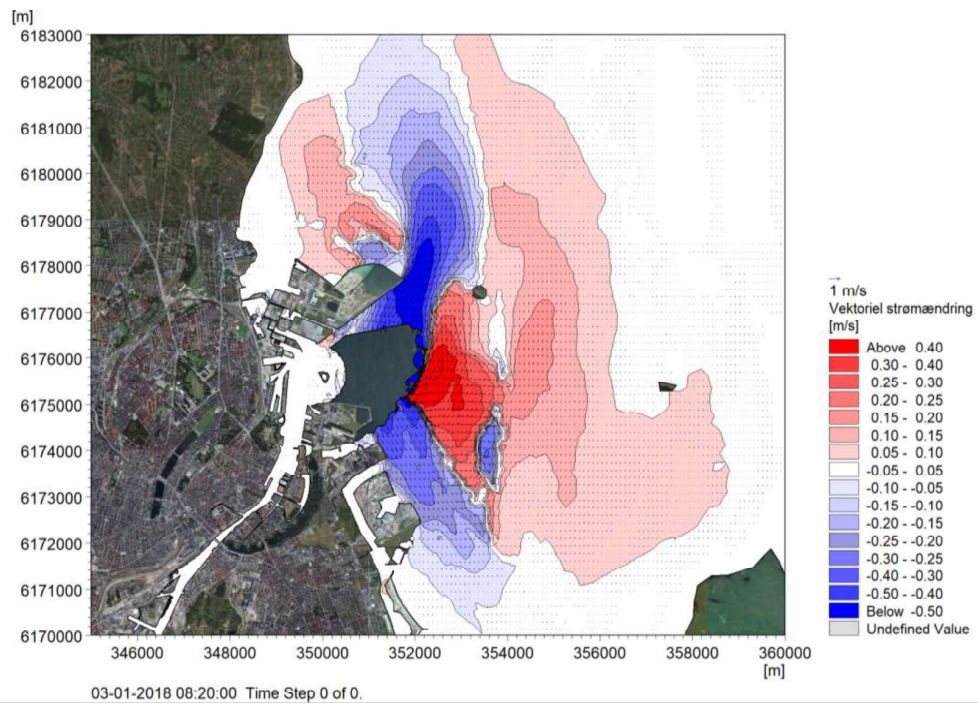 [m]
6183000
6182000
6181000
6180000
6179000
6178000
6177000
6176000
6175000
6174000
6173000
6172000
6171000
6170000
346000 348000 350000 352000 354000 356000 358000 360000
[m]
03-01-2018 08:20:00 Time Step 0 of 0.
1 m/s
Vektoriel strømændring
[m/s]
Above 0.40
0.30 - 0.40
0.25 - 0.30
0.20 - 0.25
0.15 - 0.20
0.10 - 0.15
0.05 - 0.10
-0.05 - 0.05
-0.10 - -0.05
-0.15 - -0.10
-0.20 - -0.15
-0.25 - -0.20
-0.30 - -0.25
-0.40 - -0.30
-0.50 - -0.40
Below -0.50
Undefined Value